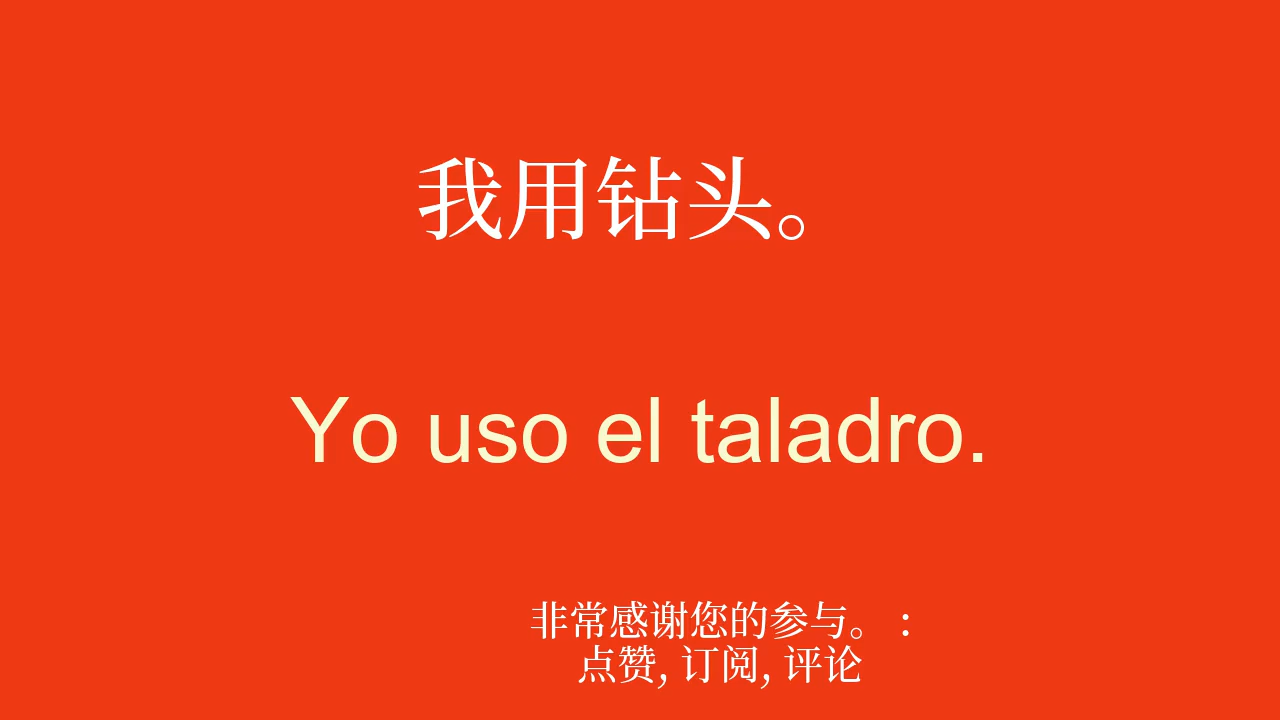 我用钻头。
Yo uso el taladro.
非常感谢您的参与。 :
点赞, 订阅, 评论